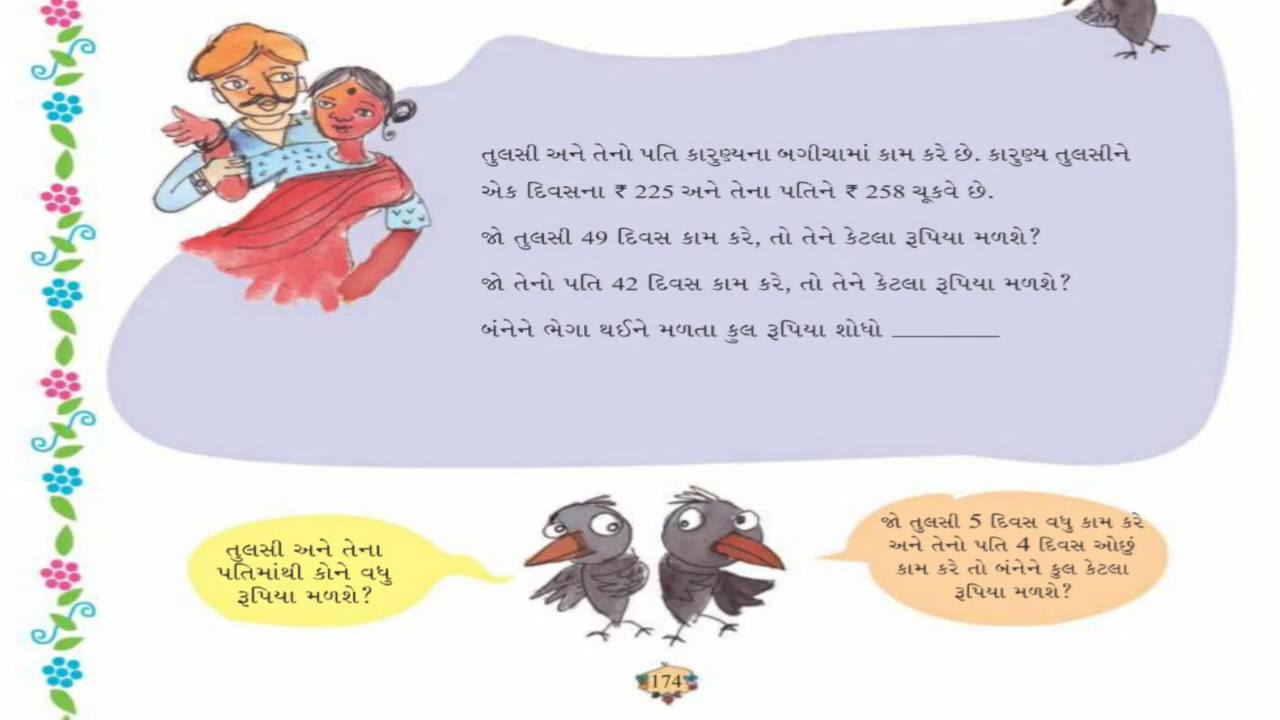 તુલસી અને તેનો પતિ કારુણ્યના બગીચામાં કામ કરે છે. કારુણ્ય તુલસીને
એક દિવસના ₹ 225 અને તેના પતિને ₹ 258 ચૂકવે છે.
જો તુલસી 49 દિવસ કામ કરે, તો તેને કેટલા રૂપિયા મળશે?
જો તેનો પતિ 42 દિવસ કામ કરે, તો તેને કેટલા રૂપિયા મળશે?
બંનેને ભેગા થઈને મળતા કુલ રૂપિયા શોધો ________
તુલસી અને તેના
પતિમાંથી કોને વધુ
રૂપિયા મળશે?
જો તુલસી 5 દિવસ વધુ કામ કરે
અને તેનો પતિ 4 દિવસ ઓછું
કામ કરે તો બંનેને કુલ કેટલા
રૂપિયા મળશે?
174